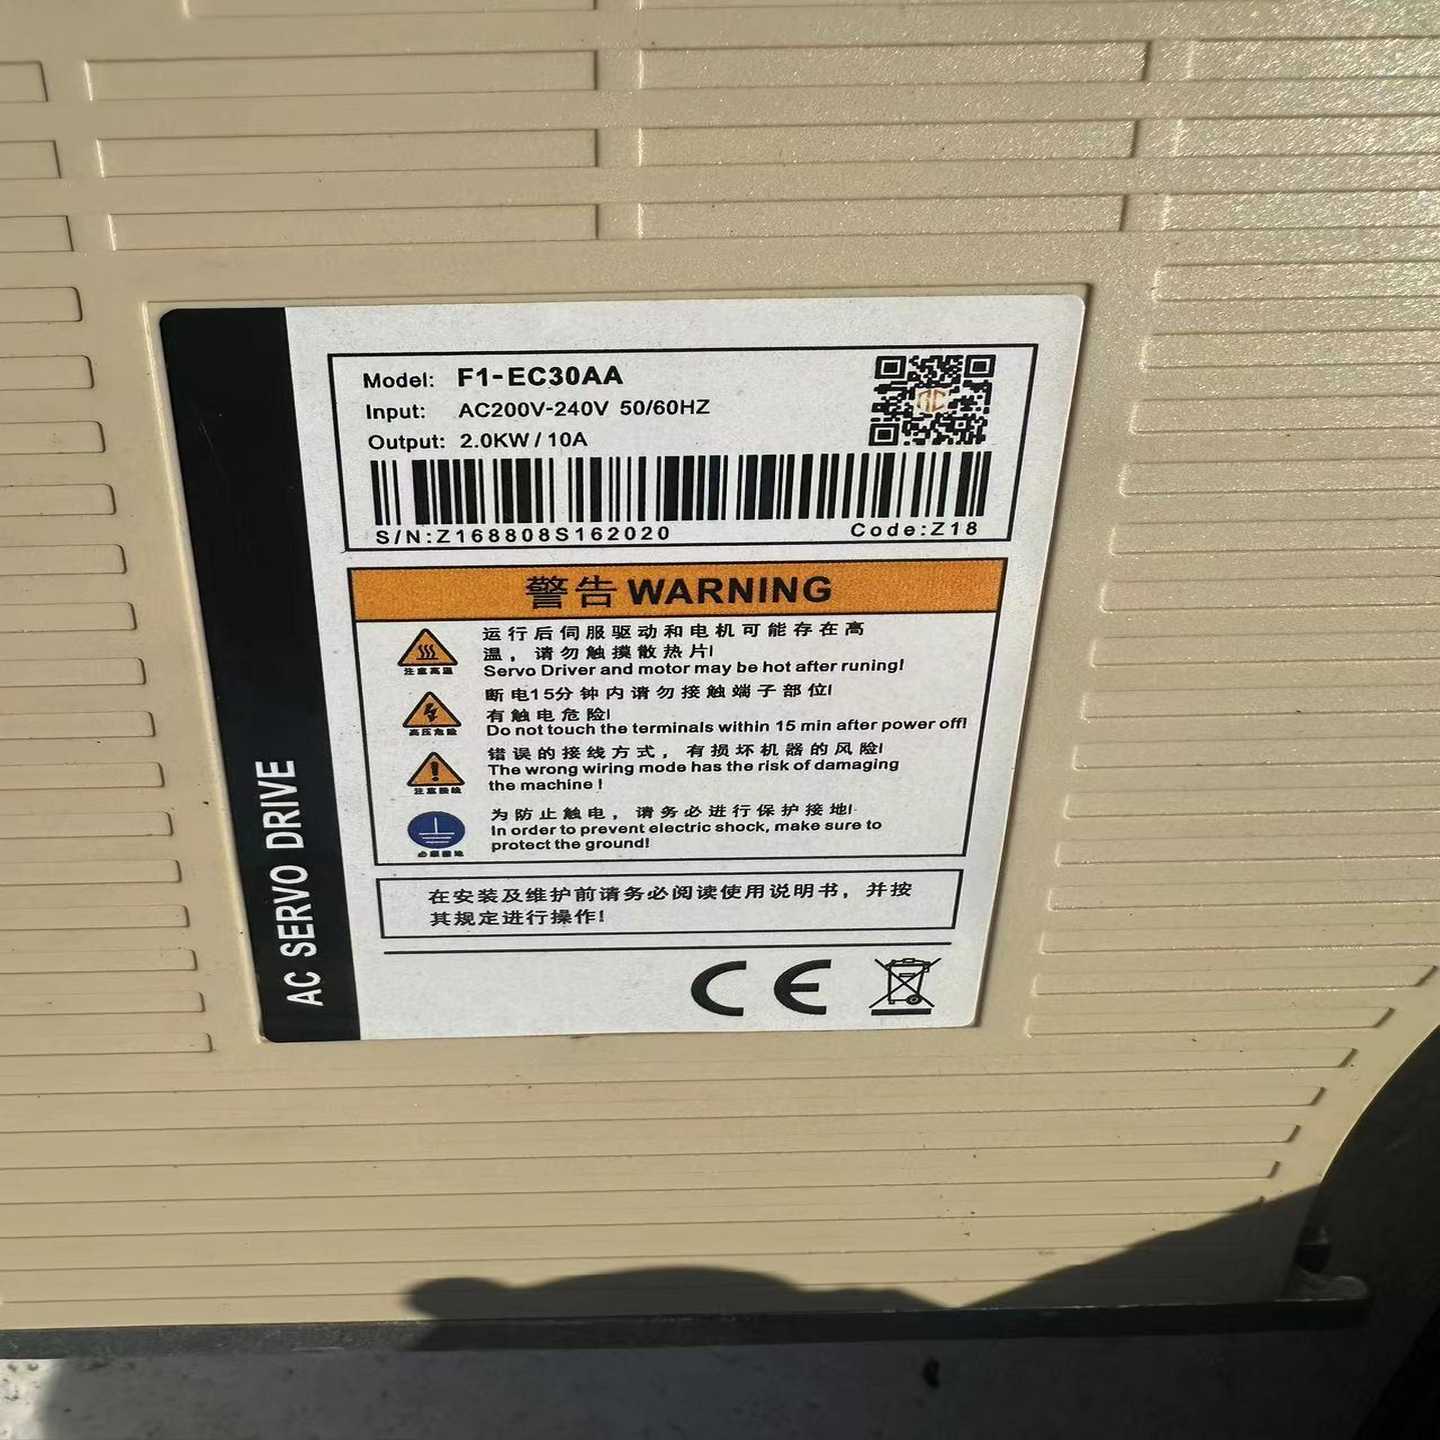 Model: F1-EC30AA
Input: AC200V-240V 50/60HZ
Output: 2.0KW / 10A
S/N:Z168808S162020 Code:Z18
警告 WARNING
运行后伺服驱动和电机可能存在高
温，请勿触摸散热片!
Servo Driver and motor may be hot after runing!
注意高温
断电15分钟内请勿接触端子部位!
有触电危险!
Do not touch the terminals within 15 min after power off!
高压危险
错误的接线方式，有损坏机器的风险!
The wrong wiring mode has the risk of damaging
the machine !
为防止触电，请务必进行保护接地!
In order to prevent electric shock, make sure to
protect the ground!
在安装及维护前请务必阅读使用说明书，并按
其规定进行操作!
CE
AC SERVO DRIVE